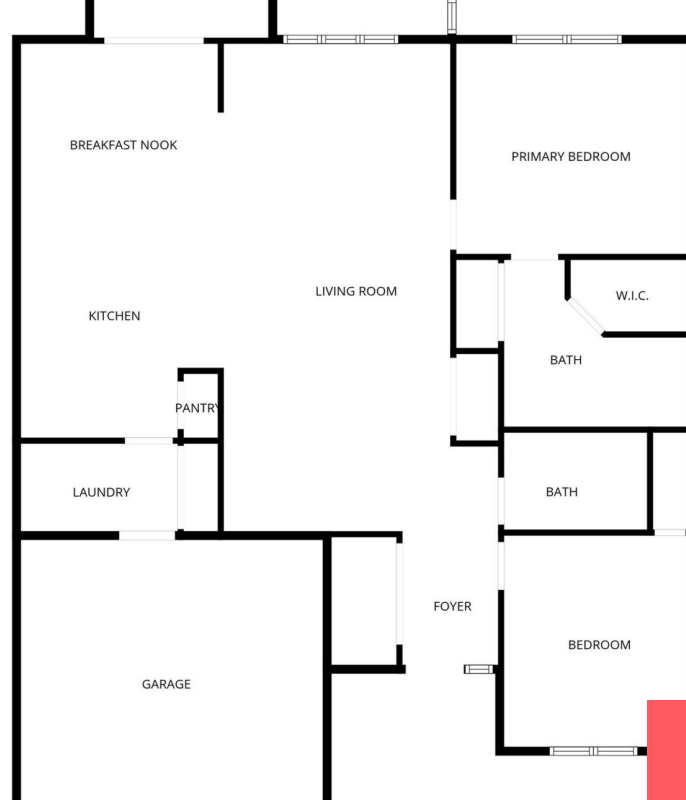 BREAKFAST NOOK
PRIMARY BEDROOM
LIVING ROOM
W.I.C.
KITCHEN
BATH
PANTRY
LAUNDRY
BATH
FOYER
BEDROOM
GARAGE